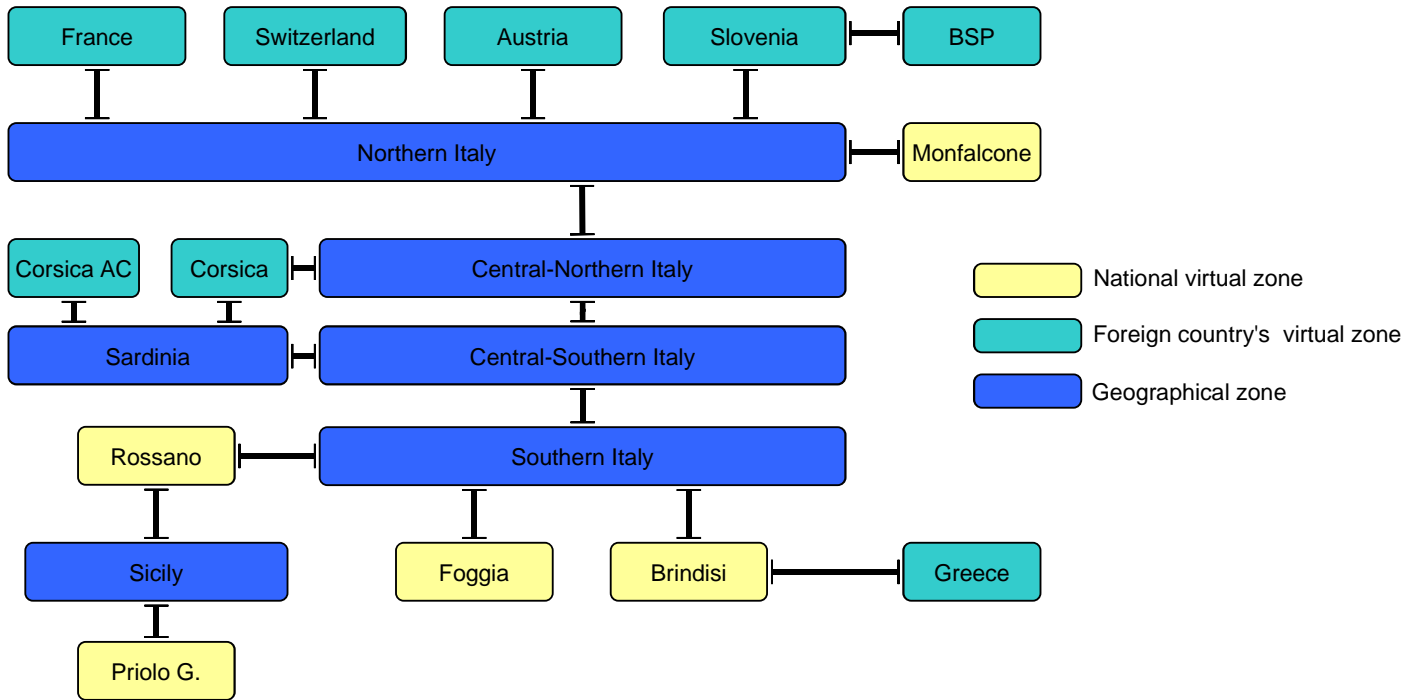 France
Switzerland
Austria
Slovenia
BSP
Northern Italy
Monfalcone
Corsica AC
Corsica
Central-Northern Italy
Sardinia
Central-Southern Italy
Rossano
Southern Italy
Sicily
Foggia
Brindisi
Greece
Priolo G.
National virtual zone
Foreign country's virtual zone
Geographical zone